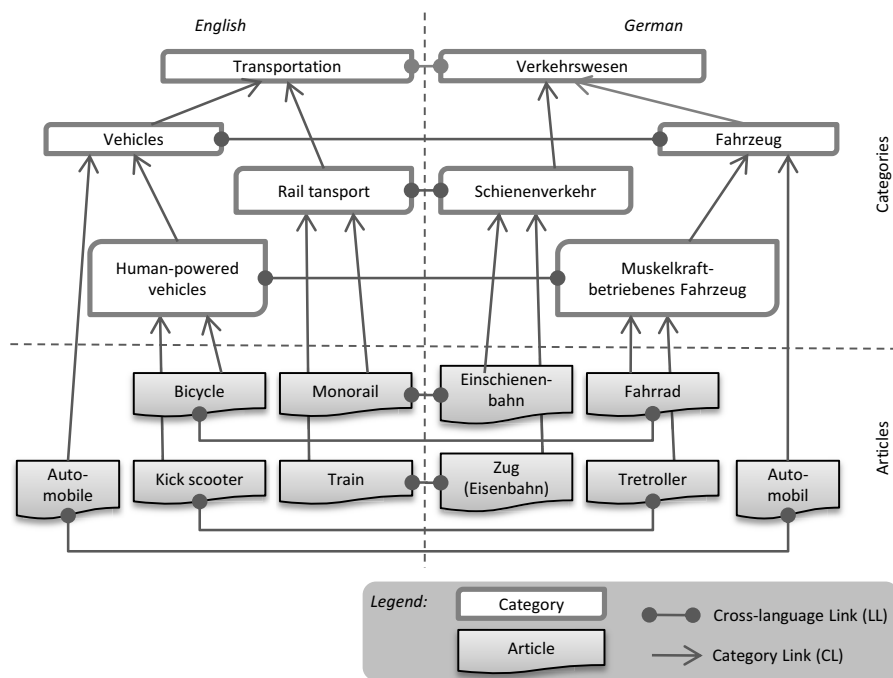 English
German
Transportation
Verkehrswesen
Vehicles
Fahrzeug
Categories
Rail tansport
Schienenverkehr
Human-powered
vehicles
Muskelkraft-
betriebenes Fahrzeug
Bicycle
Monorail
Einschienen-
bahn
Fahrrad
Articles
Auto-
mobile
Kick scooter
Train
Zug
(Eisenbahn)
Tretroller
Auto-
mobil
Legend:
Category
Cross-language Link (LL)
Article
Category Link (CL)